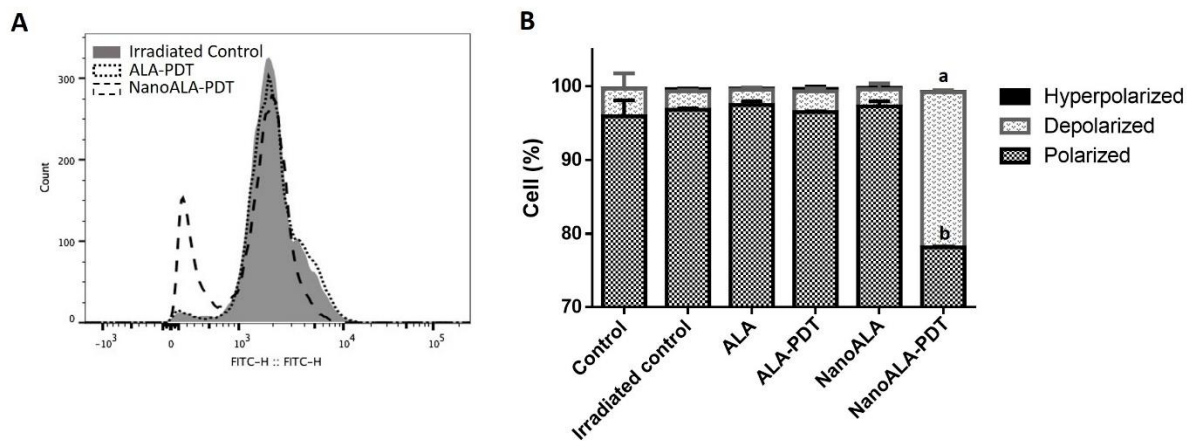 A
Irradiated Control
ALA-PDT
NanoALA-PDT
300
200
100
0
Count
-10³
0
10³
10⁴
10⁵
FITC-H :: FITC-H
B
100
90
80
70
Cell (%)
a
b
Hyperpolarized
Depolarized
Polarized
Control
Irradiated control
ALA
ALA-PDT
NanoALA
NanoALA-PDT